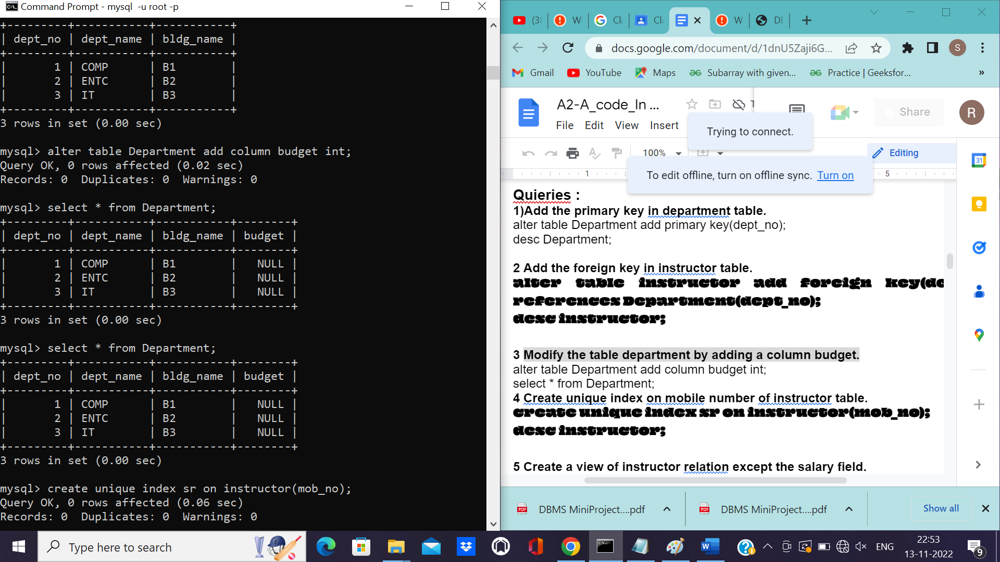 Command Prompt - mysql  -u root -p
+---------+-----------+-----------+
| dept_no | dept_name | bldg_name |
+---------+-----------+-----------+
|       1 | COMP      | B1        |
|       2 | ENTC      | B2        |
|       3 | IT        | B3        |
+---------+-----------+-----------+
3 rows in set (0.00 sec)
mysql> alter table Department add column budget int;
Query OK, 0 rows affected (0.02 sec)
Records: 0  Duplicates: 0  Warnings: 0
mysql> select * from Department;
+---------+-----------+-----------+--------+
| dept_no | dept_name | bldg_name | budget |
+---------+-----------+-----------+--------+
|       1 | COMP      | B1        |   NULL |
|       2 | ENTC      | B2        |   NULL |
|       3 | IT        | B3        |   NULL |
+---------+-----------+-----------+--------+
3 rows in set (0.00 sec)
mysql> select * from Department;
+---------+-----------+-----------+--------+
| dept_no | dept_name | bldg_name | budget |
+---------+-----------+-----------+--------+
|       1 | COMP      | B1        |   NULL |
|       2 | ENTC      | B2        |   NULL |
|       3 | IT        | B3        |   NULL |
+---------+-----------+-----------+--------+
3 rows in set (0.00 sec)
mysql> create unique index sr on instructor(mob_no);
Query OK, 0 rows affected (0.06 sec)
Records: 0  Duplicates: 0  Warnings: 0
(38 W Cl Cl W DB
docs.google.com/document/d/1dnU5Zaji6G... S
Gmail YouTube Maps Subarray with given... Practice | Geeksfor... »
A2-A_code_In ... Share R
File Edit View Insert
Trying to connect.
100% Editing 31
To edit offline, turn on offline sync. Turn on
1 5
Quieries :
1)Add the primary key in department table.
alter table Department add primary key(dept_no);
desc Department;
2 Add the foreign key in instructor table.
alter table instructor add foreign key(de
references Department(dept_no);
desc instructor;
3 Modify the table department by adding a column budget.
alter table Department add column budget int;
select * from Department;
4 Create unique index on mobile number of instructor table.
create unique index sr on instructor(mob_no);
desc instructor;
5 Create a view of instructor relation except the salary field.
PDF DBMS MiniProject....pdf PDF DBMS MiniProject....pdf Show all
Type here to search
ENG
22:53
13-11-2022
9